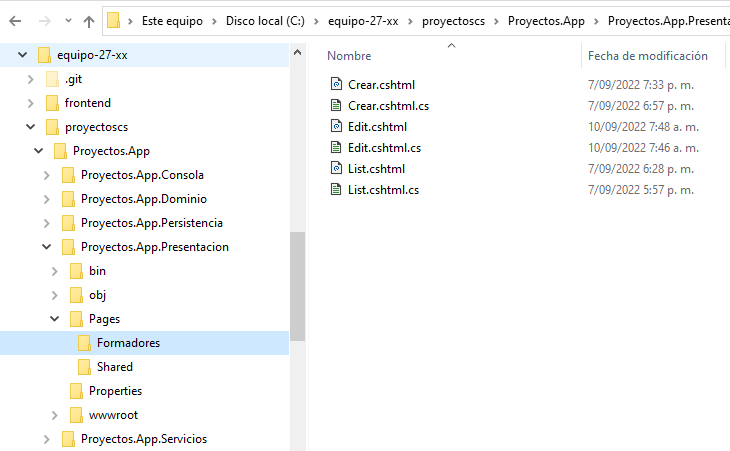 Este equipo > Disco local (C:) > equipo-27-xx > proyectoscs > Proyectos.App > Proyectos.App.Presenta
equipo-27-xx
.git
frontend
proyectoscs
Proyectos.App
Proyectos.App.Consola
Proyectos.App.Dominio
Proyectos.App.Persistencia
Proyectos.App.Presentacion
bin
obj
Pages
Formadores
Shared
Properties
wwwroot
Proyectos.App.Servicios
Nombre Fecha de modificación
Crear.cshtml 7/09/2022 7:33 p. m.
Crear.cshtml.cs 7/09/2022 6:57 p. m.
Edit.cshtml 10/09/2022 7:48 a. m.
Edit.cshtml.cs 10/09/2022 7:46 a. m.
List.cshtml 7/09/2022 6:28 p. m.
List.cshtml.cs 7/09/2022 5:57 p. m.